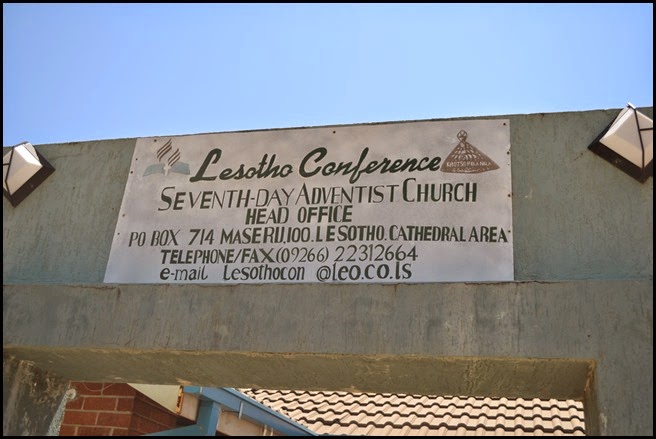 Lesotho Conference
SEVENTH-DAY ADVENTIST CHURCH
HEAD OFFICE
PO BOX 714 MASERU,100.LESOTHO.CATHEDRAL AREA
TELEPHONE/FAX(09266) 22312664
e-mail Lesothocon @leo.co.ls